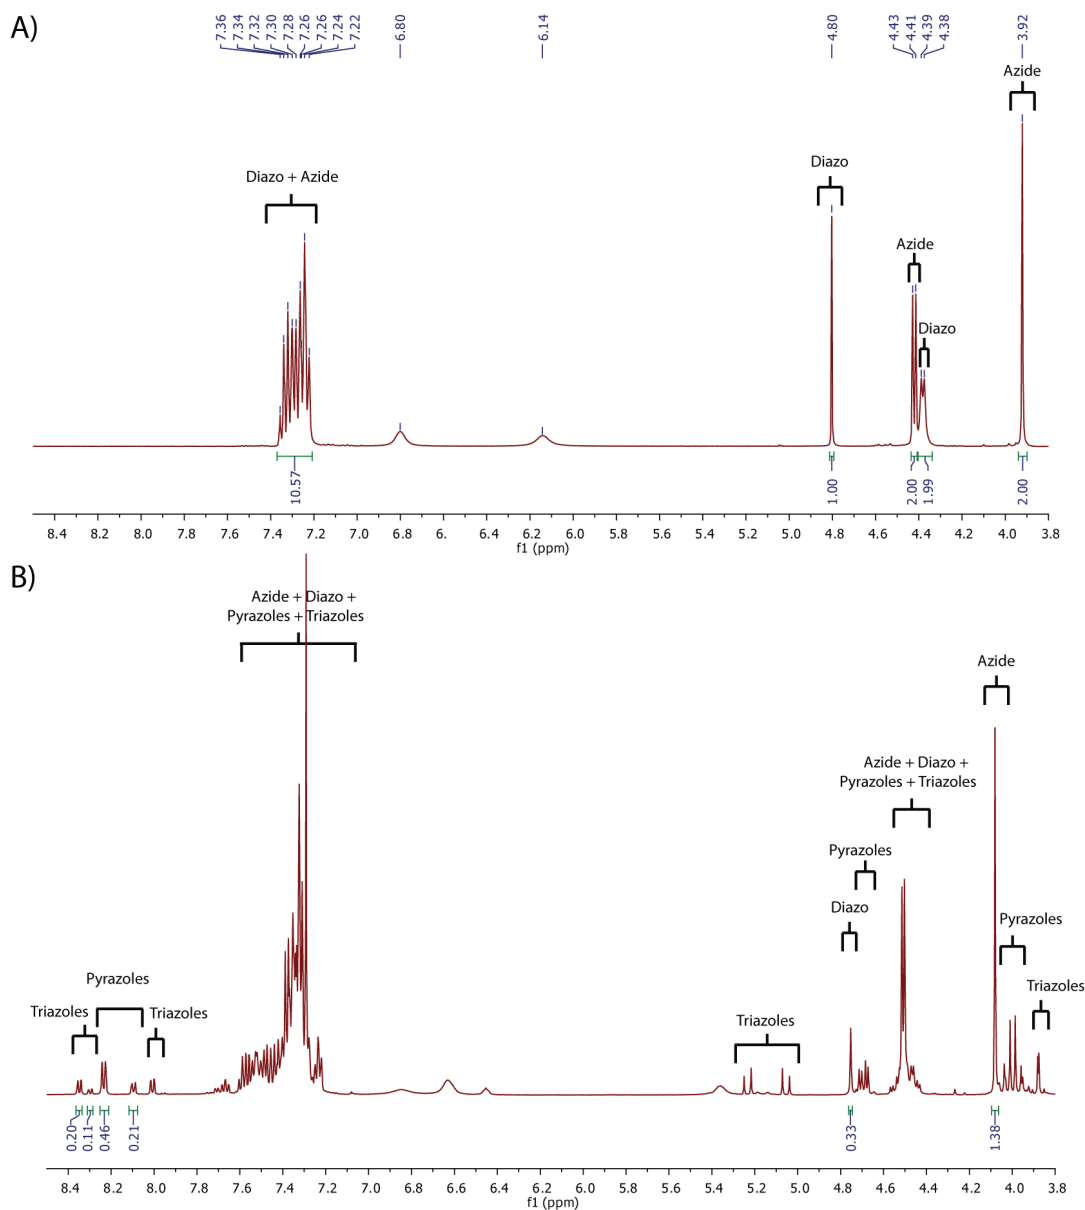 A)
7.36
7.34
7.32
7.30
7.28
7.26
7.26
7.24
7.22
6.80
6.14
4.80
4.43
4.41
4.39
4.38
3.92
Azide
Diazo
Diazo + Azide
Azide
Diazo
10.57
1.00
2.00
1.99
2.00
8.4 8.2 8.0 7.8 7.6 7.4 7.2 7.0 6.8 6.6 6.4 6.2 6.0 5.8 5.6 5.4 5.2 5.0 4.8 4.6 4.4 4.2 4.0 3.8
f1 (ppm)
B)
Azide + Diazo +
Pyrazoles + Triazoles
Azide
Azide + Diazo +
Pyrazoles + Triazoles
Pyrazoles
Diazo
Pyrazoles
Pyrazoles
Triazoles
Triazoles
Triazoles
Triazoles
0.20
0.11
0.46
0.21
0.33
1.38
8.4 8.2 8.0 7.8 7.6 7.4 7.2 7.0 6.8 6.6 6.4 6.2 6.0 5.8 5.6 5.4 5.2 5.0 4.8 4.6 4.4 4.2 4.0 3.8
f1 (ppm)